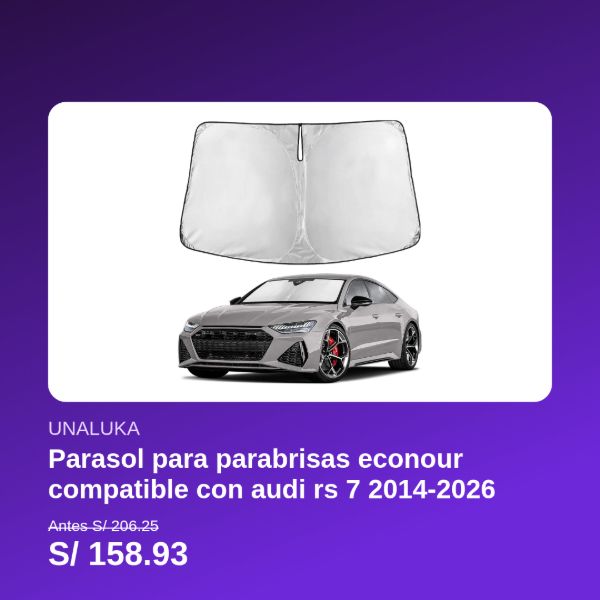 UNALUKA
Parasol para parabrisas econour
compatible con audi rs 7 2014-2026
Antes S/ 206.25
S/ 158.93